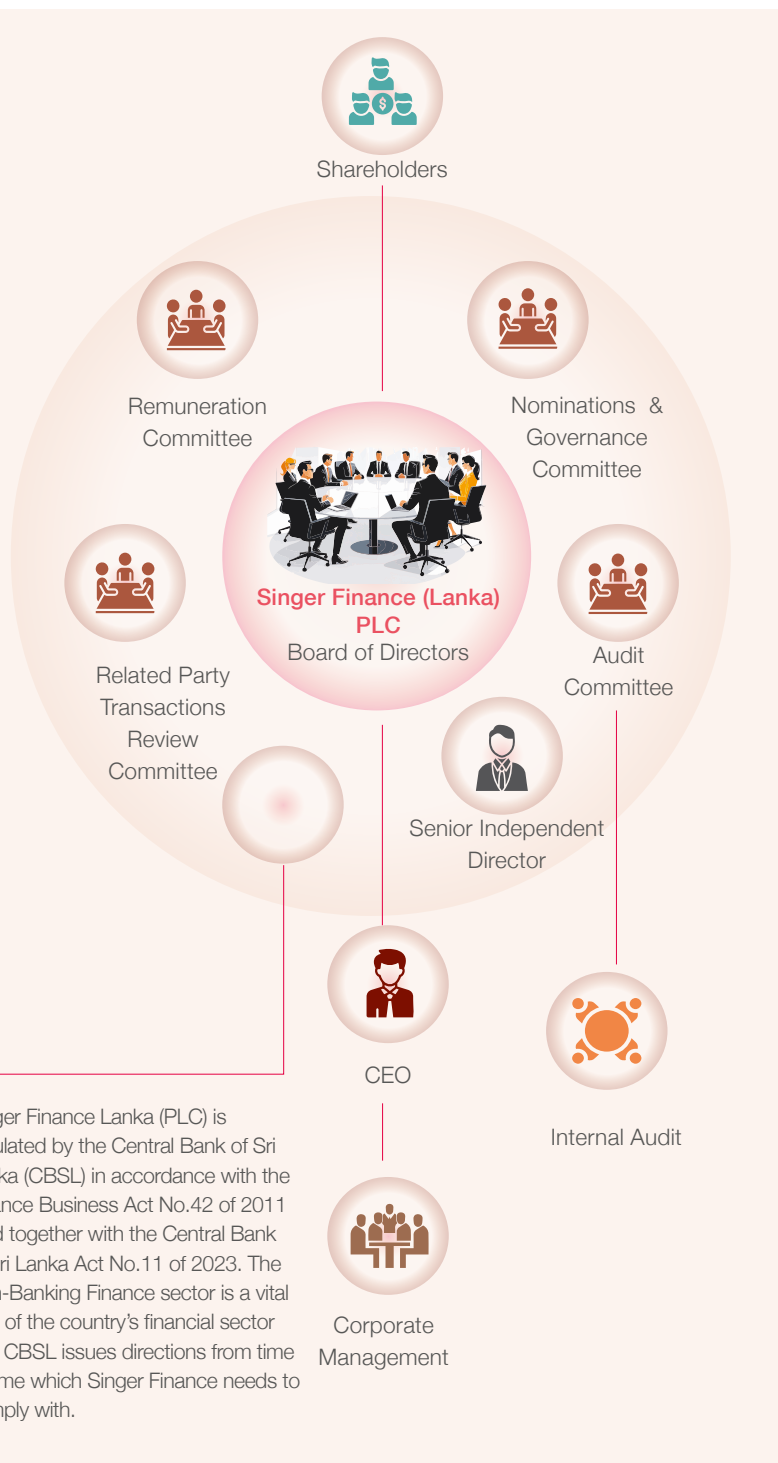 Shareholders
Remuneration
Committee
Nominations &
Governance
Committee
Singer Finance (Lanka)
PLC
Board of Directors
Related Party
Transactions
Review
Committee
Audit
Committee
Senior Independent
Director
CEO
Internal Audit
Corporate
Management
ger Finance Lanka (PLC) is
ulated by the Central Bank of Sri
ka (CBSL) in accordance with the
ance Business Act No.42 of 2011
d together with the Central Bank
ri Lanka Act No.11 of 2023. The
-Banking Finance sector is a vital
of the country's financial sector
CBSL issues directions from time
me which Singer Finance needs to
ply with.